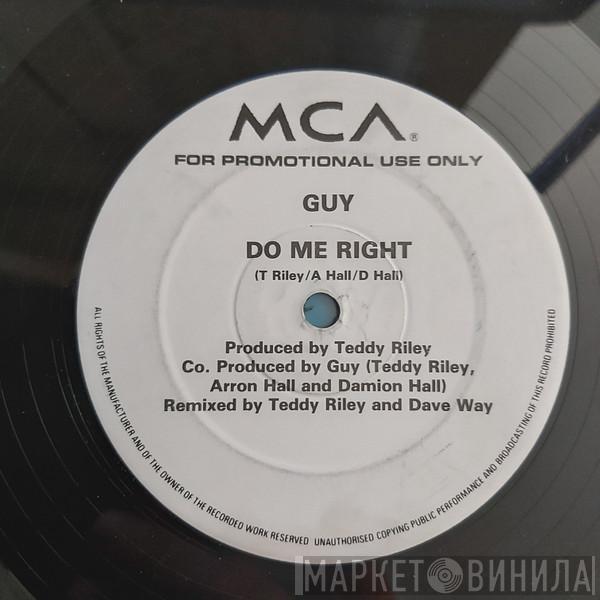 MCA®
FOR PROMOTIONAL USE ONLY
GUY
DO ME RIGHT
(T Riley/A Hall/D Hall)
Produced by Teddy Riley
Co. Produced by Guy (Teddy Riley,
Arron Hall and Damion Hall)
Remixed by Teddy Riley and Dave Way
ALL RIGHTS OF THE MANUFACTURER AND OF THE OWNER OF THE RECORDED WORK RESERVED UNAUTHORISED COPYING PUBLIC PERFORMANCE AND BROADCASTING OF THIS RECORD PROHIBITED
МАРКЕТ ВИНИЛА